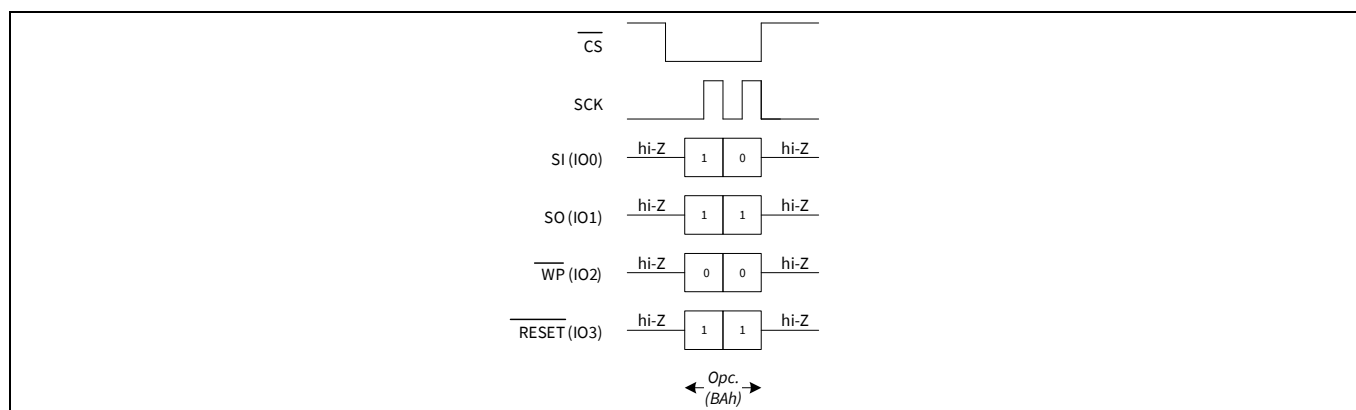 CS
SCK
SI (IO0) hi-Z 1 0 hi-Z
SO (IO1) hi-Z 1 1 hi-Z
WP (IO2) hi-Z 0 0 hi-Z
RESET (IO3) hi-Z 1 1 hi-Z
Opc.
(BAh)